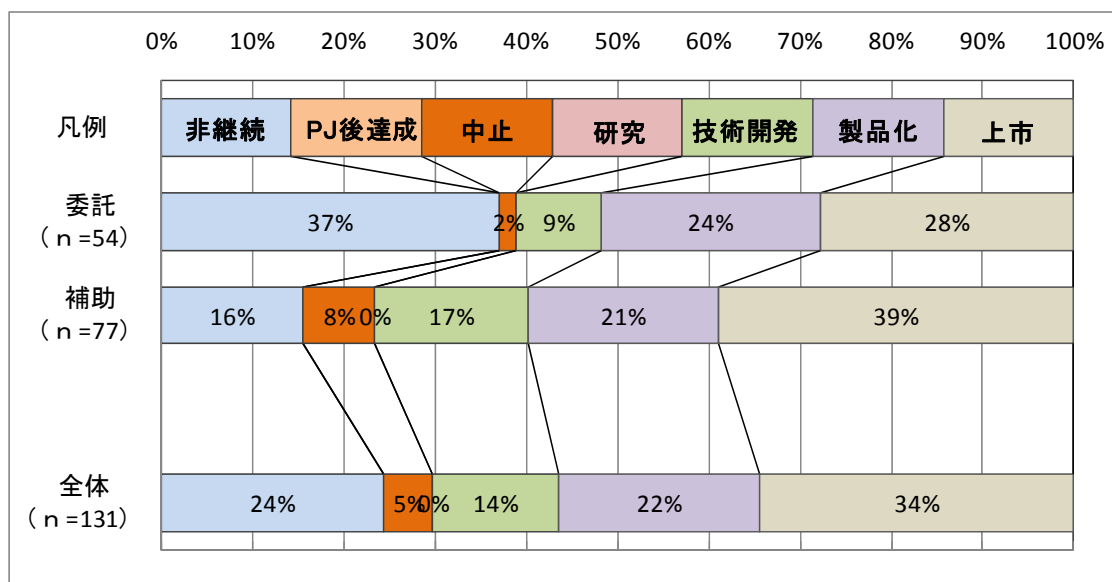 0% 10% 20% 30% 40% 50% 60% 70% 80% 90% 100%
凡例 非継続 PJ後達成 中止 研究 技術開発 製品化 上市
委託
（ｎ=54） 37% 2% 9% 24% 28%
補助
（ｎ=77） 16% 8% 0% 17% 21% 39%
全体
（ｎ=131） 24% 5% 0% 14% 22% 34%